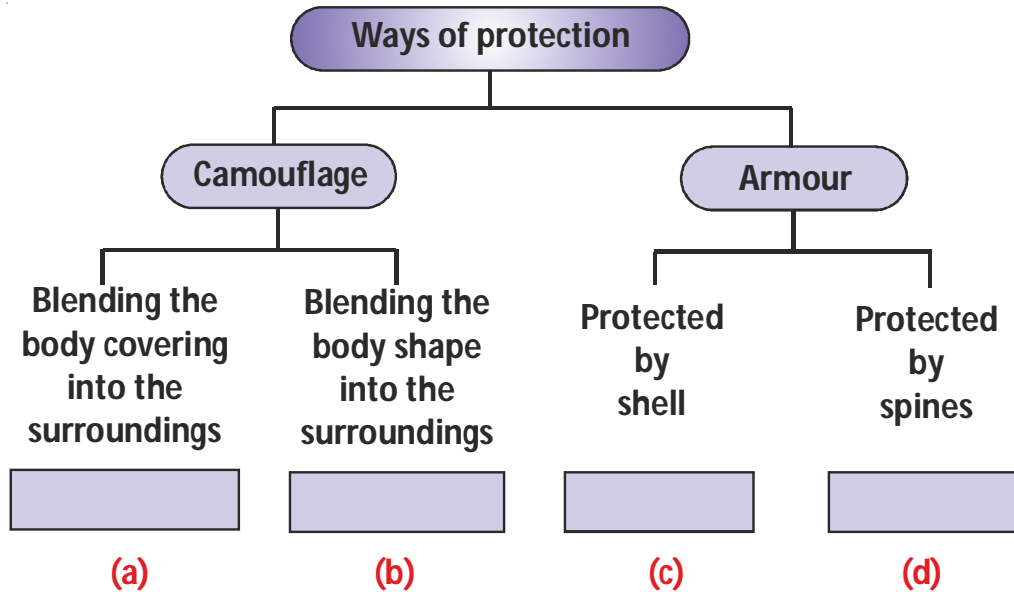 Ways of protection
Camouflage
Armour
Blending the
body covering
into the
surroundings
Blending the
body shape
into the
surroundings
Protected
by
shell
Protected
by
spines
(a)
(b)
(c)
(d)